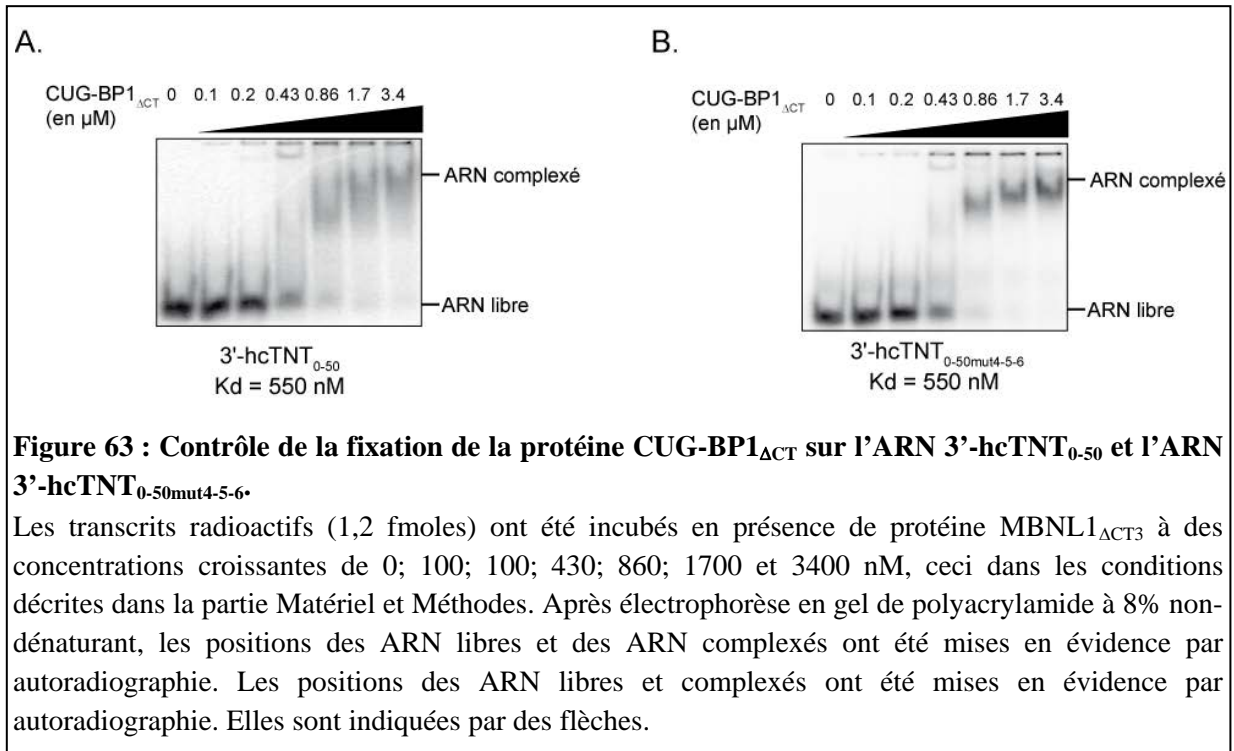 A.
CUG-BP1ΔCT 0 0.1 0.2 0.43 0.86 1.7 3.4
(en µM)
ARN complexé
ARN libre
3'-hcTNT0-50
Kd = 550 nM
B.
CUG-BP1ΔCT 0 0.1 0.2 0.43 0.86 1.7 3.4
(en µM)
ARN complexé
ARN libre
3'-hcTNT0-50mut4-5-6
Kd = 550 nM
Figure 63 : Contrôle de la fixation de la protéine CUG-BP1ΔCT sur l'ARN 3'-hcTNT0-50 et l'ARN
3'-hcTNT0-50mut4-5-6.
Les transcrits radioactifs (1,2 fmoles) ont été incubés en présence de protéine MBNL1ΔCT3 à des
concentrations croissantes de 0; 100; 100; 430; 860; 1700 et 3400 nM, ceci dans les conditions
décrites dans la partie Matériel et Méthodes. Après électrophorèse en gel de polyacrylamide à 8% non-
dénaturant, les positions des ARN libres et des ARN complexés ont été mises en évidence par
autoradiographie. Les positions des ARN libres et complexés ont été mises en évidence par
autoradiographie. Elles sont indiquées par des flèches.